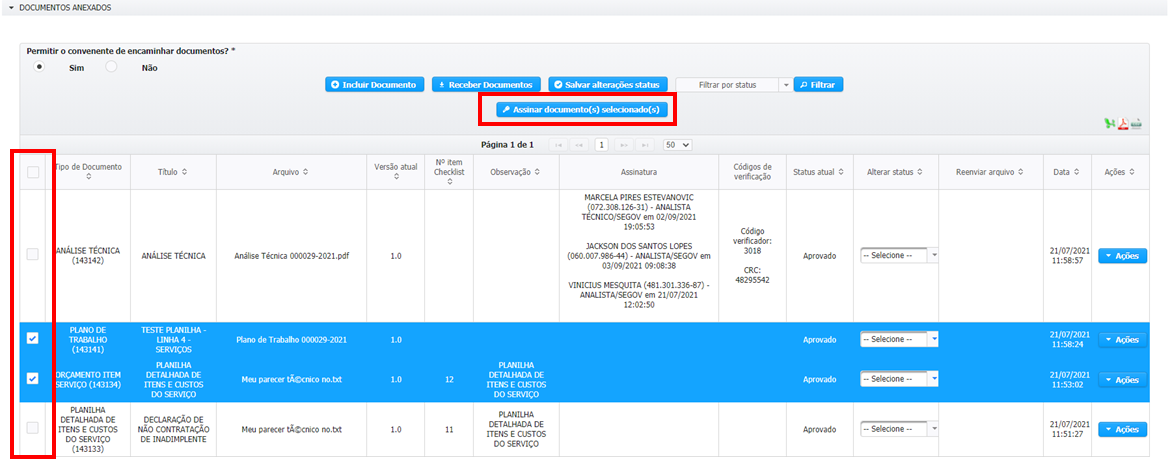 DOCUMENTOS ANEXADOS
Permitir o convenente de encaminhar documentos? *
Sim Não
Incluir Documento Receber Documentos Salvar alterações status Filtrar por status Filtrar
Assinar documento(s) selecionado(s)
Página 1 de 1 1 50
Tipo de Documento
Título
Arquivo
Versão atual
Nº item
Checklist
Observação
Assinatura
Códigos de
verificação
Status atual
Alterar status
Reenviar arquivo
Data
Ações
ANÁLISE TÉCNICA
(143142)
ANÁLISE TÉCNICA
Análise Técnica 000029-2021.pdf
1.0
MARCELA PIRES ESTEVANOVIC
(072.308.126-31) - ANALISTA
TÉCNICO/SEGOV em 02/09/2021
19:05:53
JACKSON DOS SANTOS LOPES
(060.007.986-44) - ANALISTA/SEGOV em
03/09/2021 09:08:38
VINICIUS MESQUITA (481.301.336-87) -
ANALISTA/SEGOV em 21/07/2021
12:02:50
Código
verificador:
3018
CRC:
48295542
Aprovado
-- Selecione --
21/07/2021
11:58:57
Ações
PLANO DE
TRABALHO
(143141)
TESTE PLANILHA -
LINHA 4 -
SERVIÇOS
Plano de Trabalho 000029-2021
1.0
Aprovado
-- Selecione --
21/07/2021
11:58:24
Ações
ORÇAMENTO ITEM
SERVIÇO (143134)
PLANILHA
DETALHADA DE
ITENS E CUSTOS
DO SERVIÇO
Meu parecer tÃ©cnico no.txt
1.0
12
PLANILHA
DETALHADA DE
ITENS E CUSTOS
DO SERVIÇO
Aprovado
-- Selecione --
21/07/2021
11:53:02
Ações
PLANILHA
DETALHADA DE
ITENS E CUSTOS
DO SERVIÇO
(143133)
DECLARAÇÃO DE
NÃO CONTRATAÇÃO
DE INADIMPLENTE
Meu parecer tÃ©cnico no.txt
1.0
11
PLANILHA
DETALHADA DE
ITENS E CUSTOS
DO SERVIÇO
Aprovado
-- Selecione --
21/07/2021
11:51:27
Ações